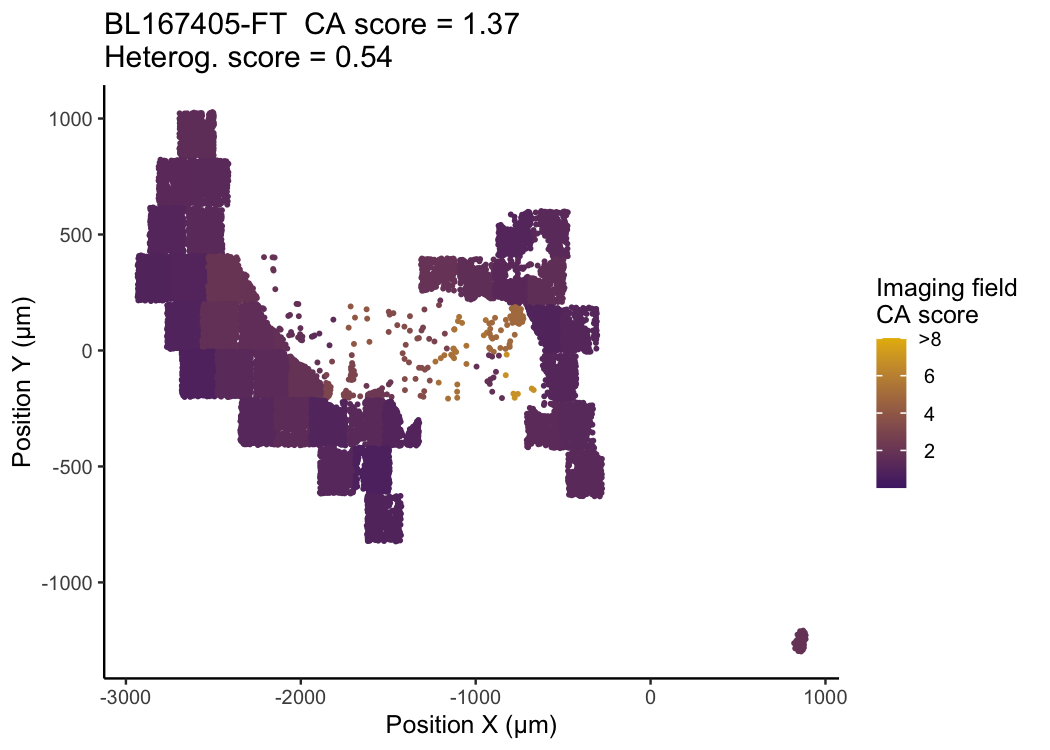 BL167405-FT  CA score = 1.37
Heterog. score = 0.54
Position Y (µm)
1000
500
0
-500
-1000
-3000
-2000
-1000
0
1000
Position X (µm)
Imaging field
CA score
>8
6
4
2